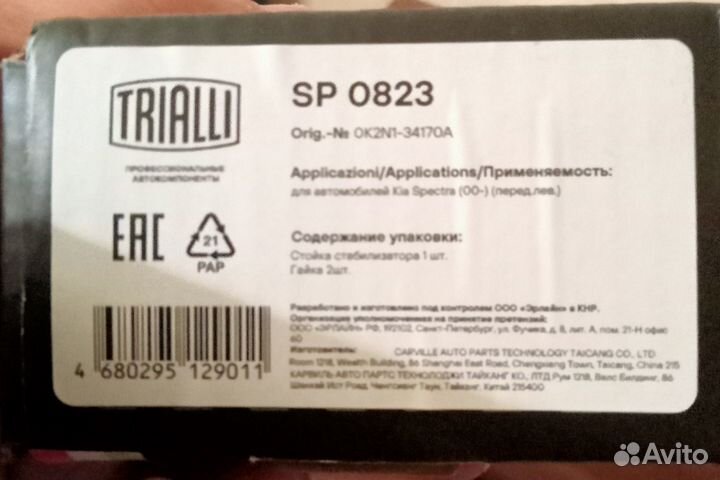 TRIALLI
ПРОФЕССИОНАЛЬНЫЕ
АВТОКОМПОНЕНТЫ
EAC
21
PAP
4 680295 129011
SP 0823
Orig.-№ 0K2N1-34170A
Applicazioni/Applications/Применяемость:
для автомобилей Kia Spectra (00-) (перед.лев.)
Содержание упаковки:
Стойка стабилизатора 1 шт.
Гайка 2шт.
Разработано и изготовлено под контролем ООО «Эрлайн» в КНР.
Организация уполномоченная на принятие претензий:
ООО «ЭРЛАЙН» РФ, 192102, Санкт-Петербург, ул. Фучика, д. 8, лит. А, пом. 21-Н офис
60
Изготовитель: CARVILLE AUTO PARTS TECHNOLOGY TAICANG CO., LTD
Room 1218, Wealth Building, 86 Shanghai East Road, Chengxiang Town, Taicang, China 215
КАРВИЛЬ АВТО ПАРТС ТЕХНОЛОДЖИ ТАЙКАНГ КО., ЛТД Рум 1218, Велс Билдинг, 86
Шанхай Ист Роад, Ченгсианг Таун, Тайканг, Китай 215400
Avito